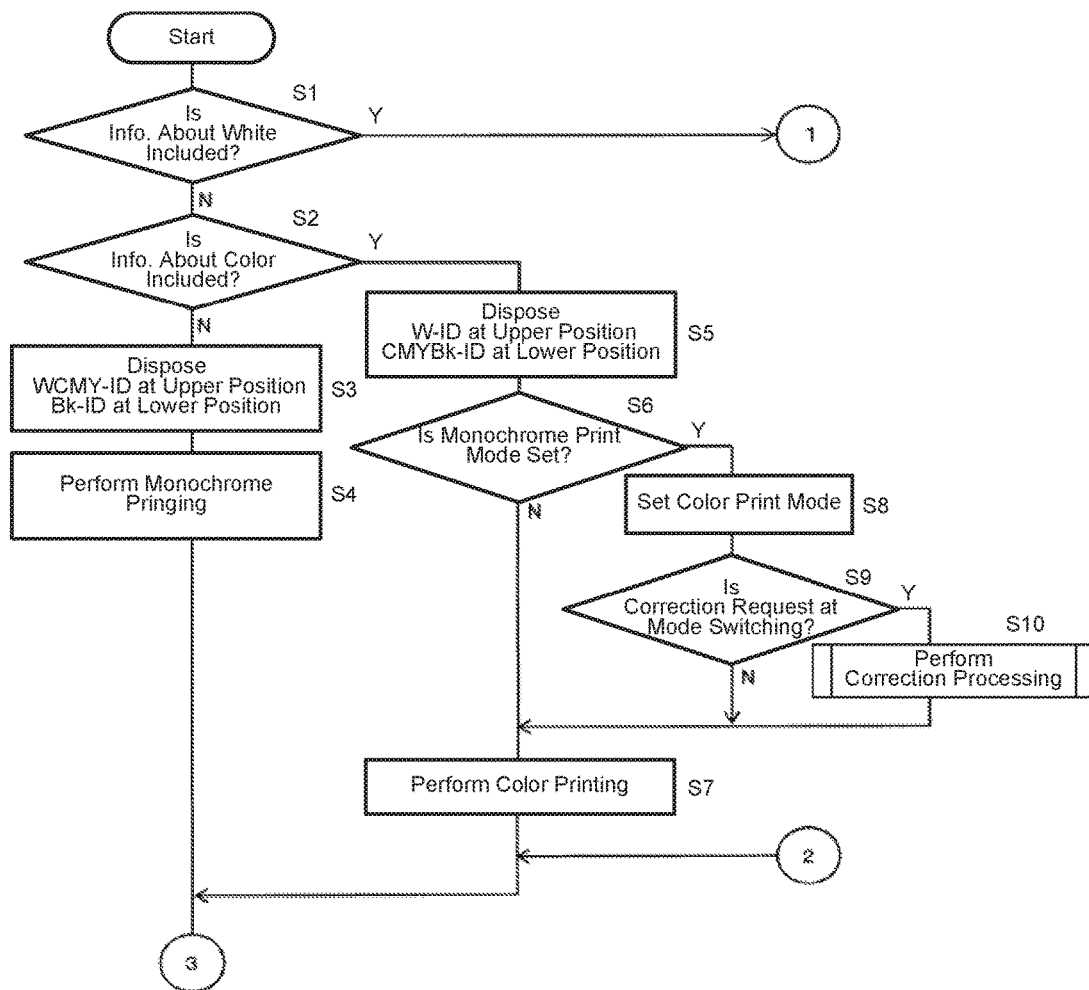 Start
S1
Is
Info. About White
Included?
Y
1
N
S2
Is
Info. About Color
Included?
Y
N
Dispose
W-ID at Upper Position
CMYBk-ID at Lower Position
S5
Dispose
WCMY-ID at Upper Position
Bk-ID at Lower Position
S3
S6
Is Monochrome Print
Mode Set?
Y
N
Perform Monochrome
Pringing
S4
Set Color Print Mode
S8
S9
Is
Correction Request at
Mode Switching?
Y
N
S10
Perform
Correction Processing
Perform Color Printing
S7
2
3